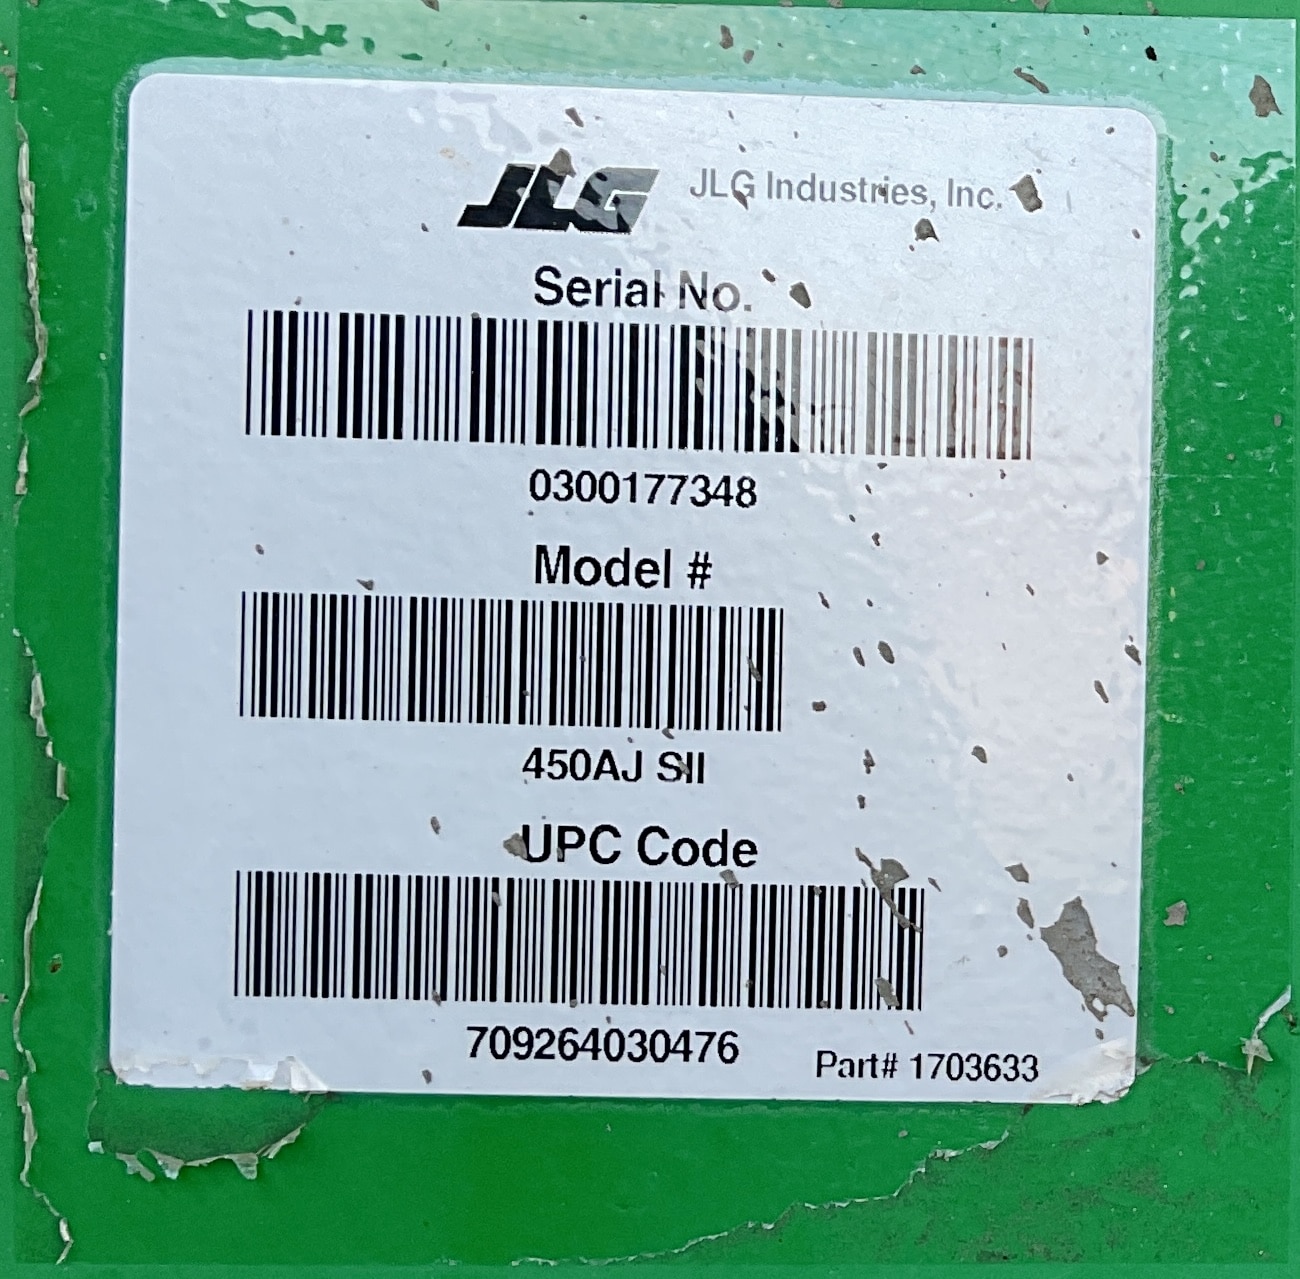 JLG JLG Industries, Inc.
Serial No.
0300177348
Model #
450AJ SII
UPC Code
709264030476
Part# 1703633